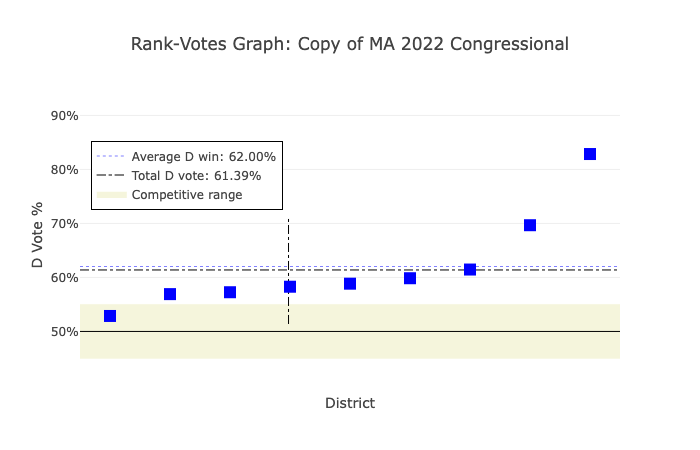 Rank-Votes Graph: Copy of MA 2022 Congressional
90%
80%
70%
60%
50%
D Vote %
Average D win: 62.00%
Total D vote: 61.39%
Competitive range
District